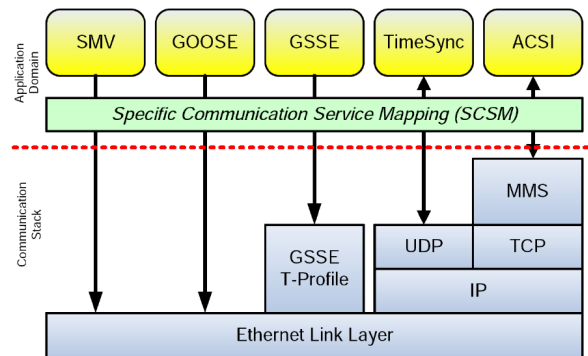 SMV
GOOSE
GSSE
TimeSync
ACSI
Application
Domain
Specific Communication Service Mapping (SCSM)
Communication
Stack
MMS
GSSE
T-Profile
UDP
TCP
IP
Ethernet Link Layer